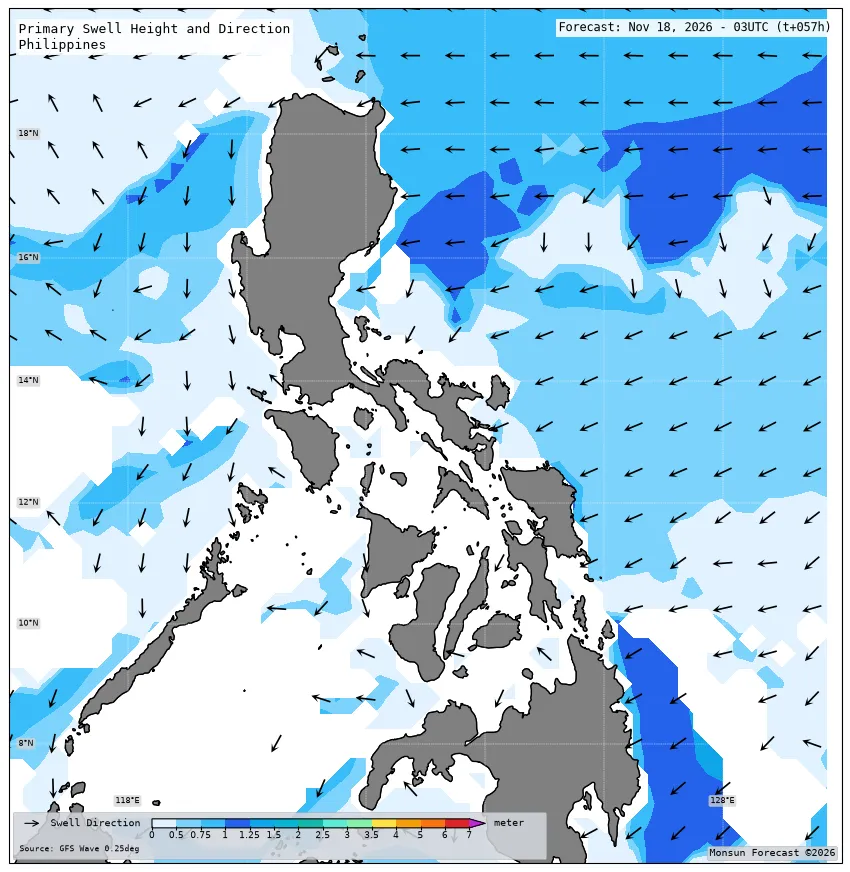 Primary Swell Height and Direction
Philippines
Forecast: Nov 18, 2026 - 03UTC (t+057h)
18°N
16°N
14°N
12°N
10°N
8°N
118°E
128°E
Swell Direction
meter
0 0.5 0.75 1 1.25 1.5 2 2.5 3 3.5 4 5 6 7
Source: GFS Wave 0.25deg
Monsun Forecast ©2026